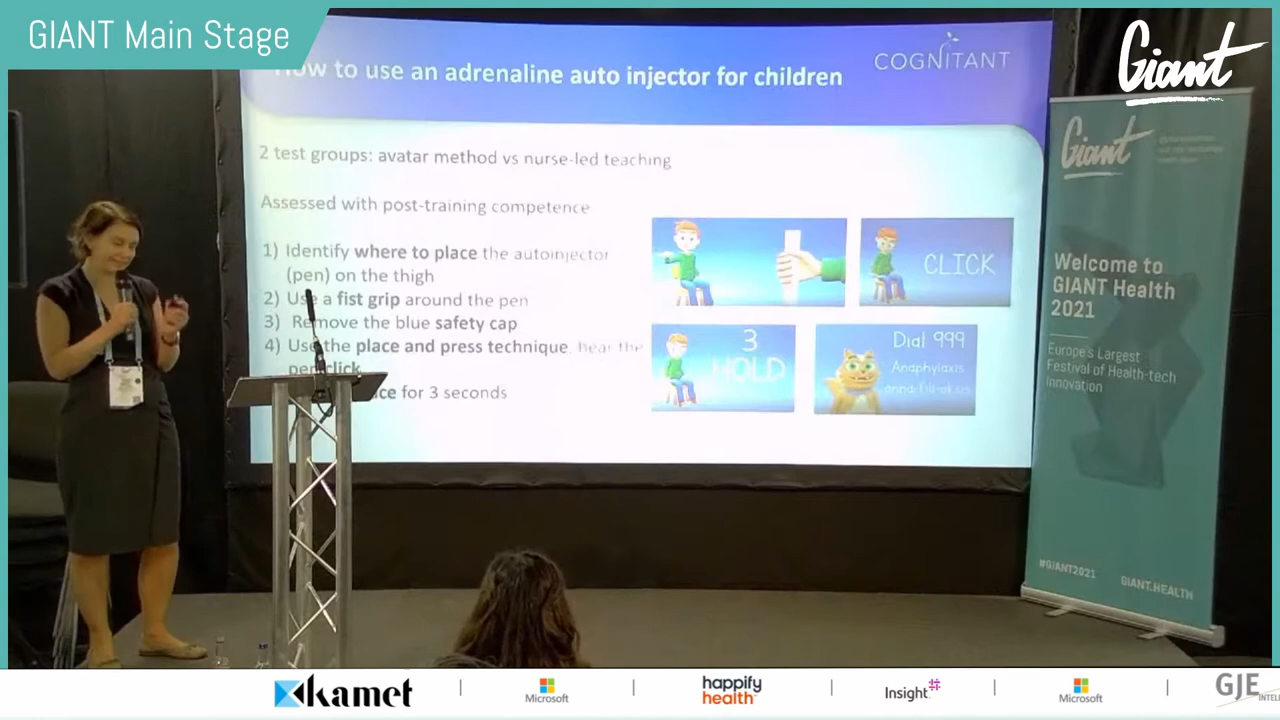 GIANT Main Stage
Giant
How to use an adrenaline auto injector for children
COGNITANT
2 test groups: avatar method vs nurse-led teaching
Assessed with post-training competence
1) Identify where to place the autoinjector
(pen) on the thigh
2) Use a fist grip around the pen
3) Remove the blue safety cap
4) Use the place and press technique, hear the
pen click
for 3 seconds
CLICK
3
HOLD
Dial 999
Anaphylaxis
Giant
Welcome to
GIANT Health
2021
Europe's Largest
Festival of Health-tech
Innovation
#GIANT2021
GIANT.HEALTH
kamet
Microsoft
happify
health
Insight
Microsoft
GJE